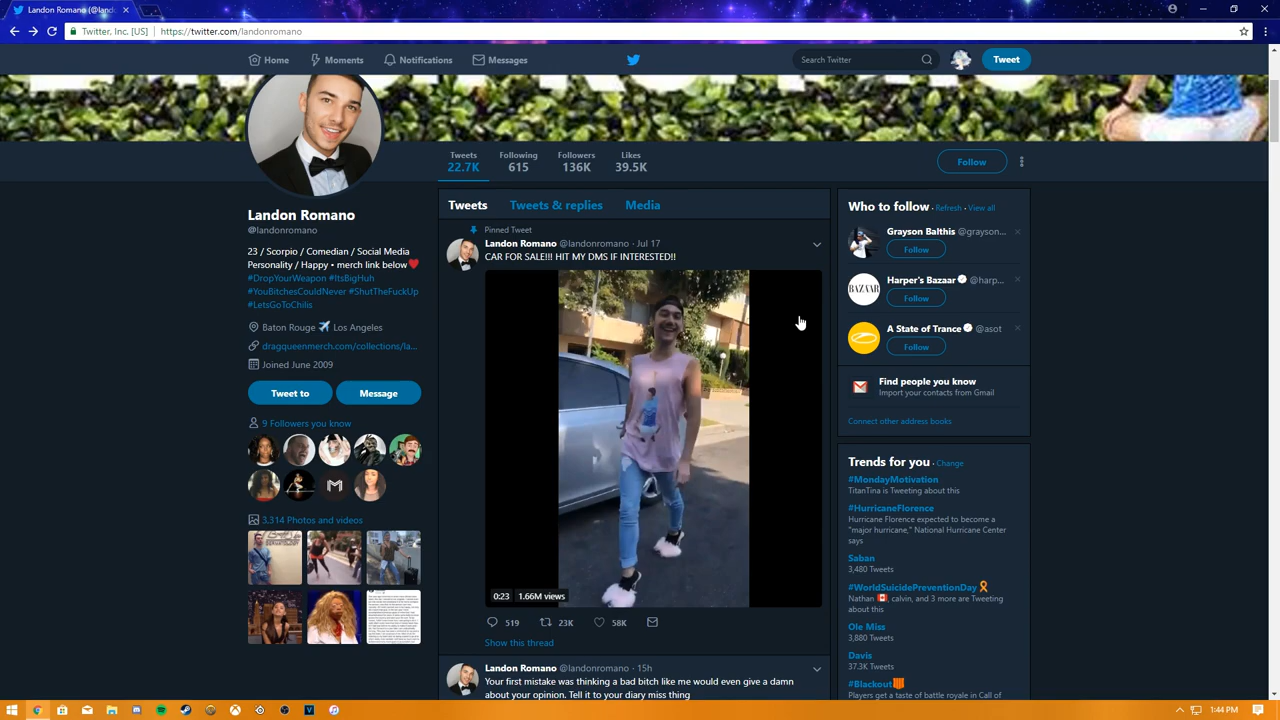 Landon Romano (@land
Twitter, Inc. [US]
https://twitter.com/landonromano
Home
Moments
Notifications
Messages
Search Twitter
Tweet
Tweets
22.7K
Following
615
Followers
136K
Likes
39.5K
Follow
Landon Romano
@landonromano
23 / Scorpio / Comedian / Social Media
Personality / Happy • merch link below❤️
#DropYourWeapon #ItsBigHuh
#YouBitchesCouldNever #ShutTheFuckUp
#LetsGoToChilis
Baton Rouge ✈️ Los Angeles
dragqueenmerch.com/collections/la...
Joined June 2009
Tweet to
Message
9 Followers you know
3,314 Photos and videos
Tweets
Tweets & replies
Media
Pinned Tweet
Landon Romano @landonromano · Jul 17
CAR FOR SALE!!! HIT MY DMS IF INTERESTED!!
0:23
1.66M views
519
58K
Show this thread
Landon Romano @landonromano · 15h
Your first mistake was thinking a bad bitch like me would even give a damn
about your opinion. Tell it to your diary miss thing
Who to follow · Refresh · View all
Grayson Balthis @grayson...
Follow
BAZAAR
Harper's Bazaar @harp...
Follow
A State of Trance @asot
Follow
Find people you know
Import your contacts from Gmail
Connect other address books
Trends for you · Change
#MondayMotivation
TitanTina is Tweeting about this
#HurricaneFlorence
Hurricane Florence expected to become a
"major hurricane," National Hurricane Center
says
Saban
3,480 Tweets
#WorldSuicidePreventionDay
Nathan 🇨🇦, calvin, and 3 more are Tweeting
about this
Ole Miss
3,880 Tweets
Davis
37.3K Tweets
#Blackout
Players get a taste of battle royale in Call of
1:44 PM